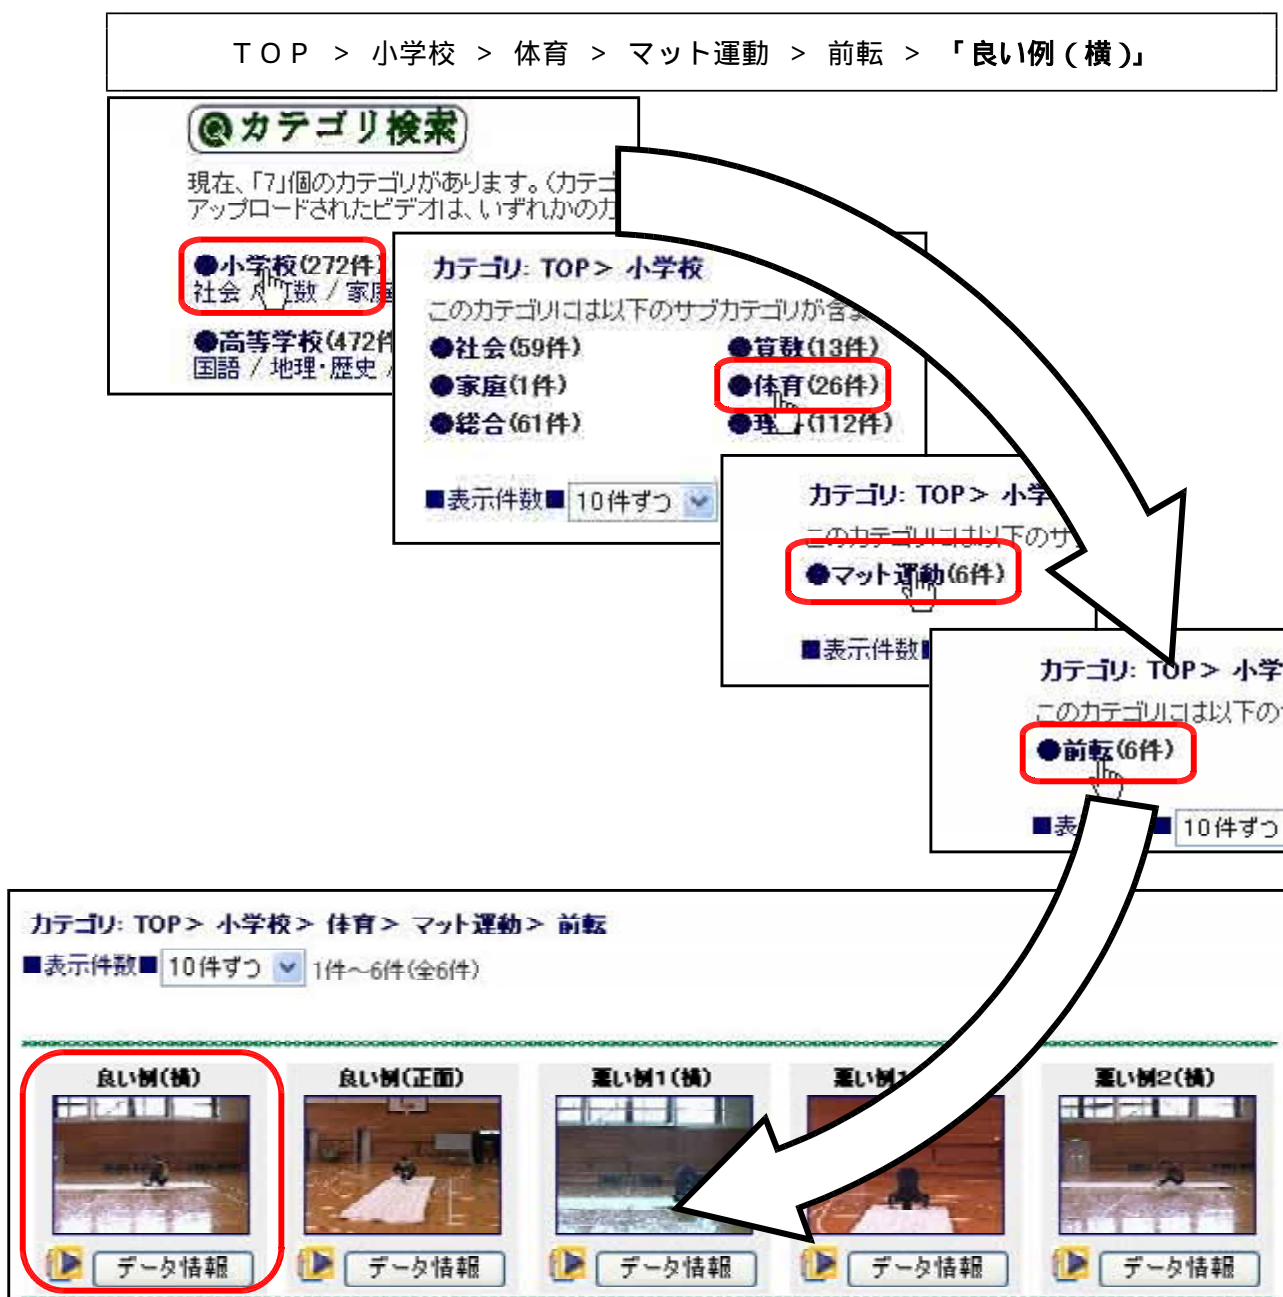 ＴＯＰ ＞ 小学校 ＞ 体育 ＞ マット運動 ＞ 前転 ＞ 「良い例(横)」
カテゴリ検索
現在、「7」個のカテゴリがあります。(カテゴ
アップロードされたビデオは、いずれかのカ
●小学校(272件)
社会 / 数 / 家庭
●高等学校(472件
国語 / 地理・歴史 /
カテゴリ: TOP> 小学校
このカテゴリには以下のサブカテゴリが含ま
●社会(59件) ●算数(13件)
●家庭(1件) ●体育(26件)
●総合(61件) ●理 (112件)
■表示件数■ 10件ずつ
カテゴリ: TOP> 小学
このカテゴリには以下のサ
●マット運動(6件)
■表示件数■
カテゴリ: TOP> 小学
このカテゴリには以下の
●前転(6件)
■表 ■ 10件ずつ
カテゴリ: TOP> 小学校> 体育> マット運動> 前転
■表示件数■ 10件ずつ 1件～6件(全6件)
良い例(横) 良い例(正面) 悪い例1(横) 悪い例 悪い例2(横)
データ情報 データ情報 データ情報 データ情報 データ情報